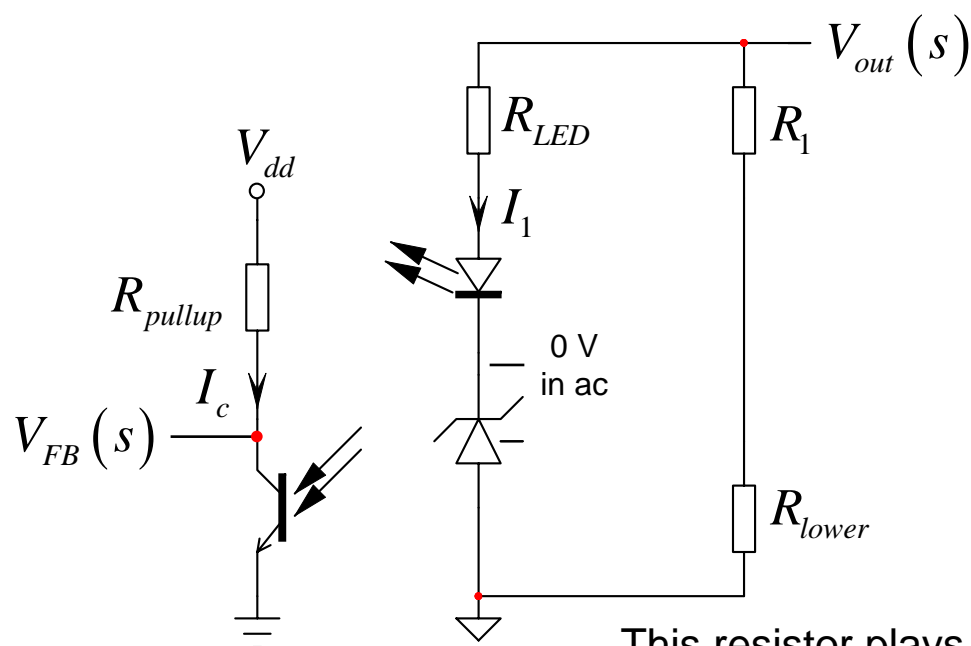 V_out (s)
R_LED
R_1
V_dd
I_1
R_pullup
0 V
in ac
I_c
V_FB (s)
R_lower
This resistor plays